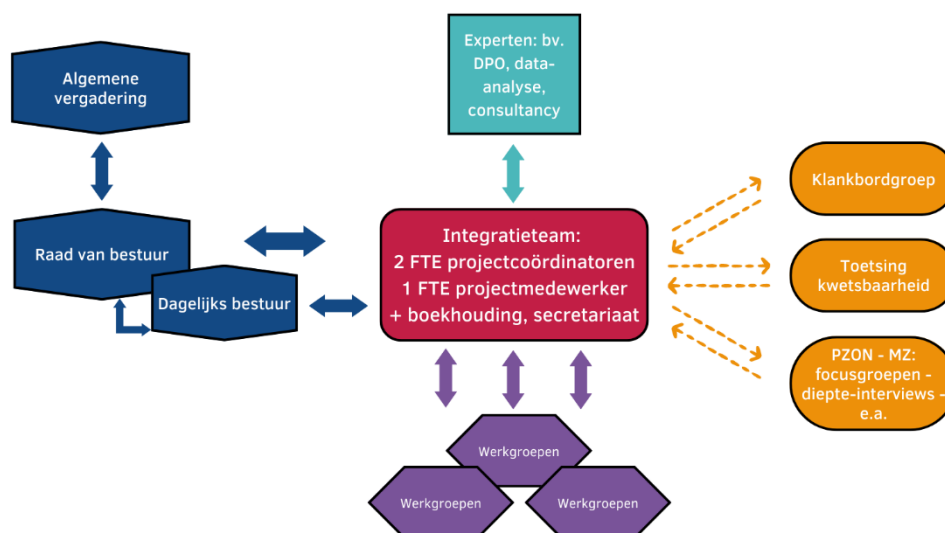 Algemene
vergadering
Experten: bv.
DPO, data-
analyse,
consultancy
Klankbordgroep
Raad van bestuur
Dagelijks bestuur
Integratieteam:
2 FTE projectcoördinatoren
1 FTE projectmedewerker
+ boekhouding, secretariaat
Toetsing
kwetsbaarheid
PZON - MZ:
focusgroepen -
diepte-interviews -
e.a.
Werkgroepen
Werkgroepen
Werkgroepen